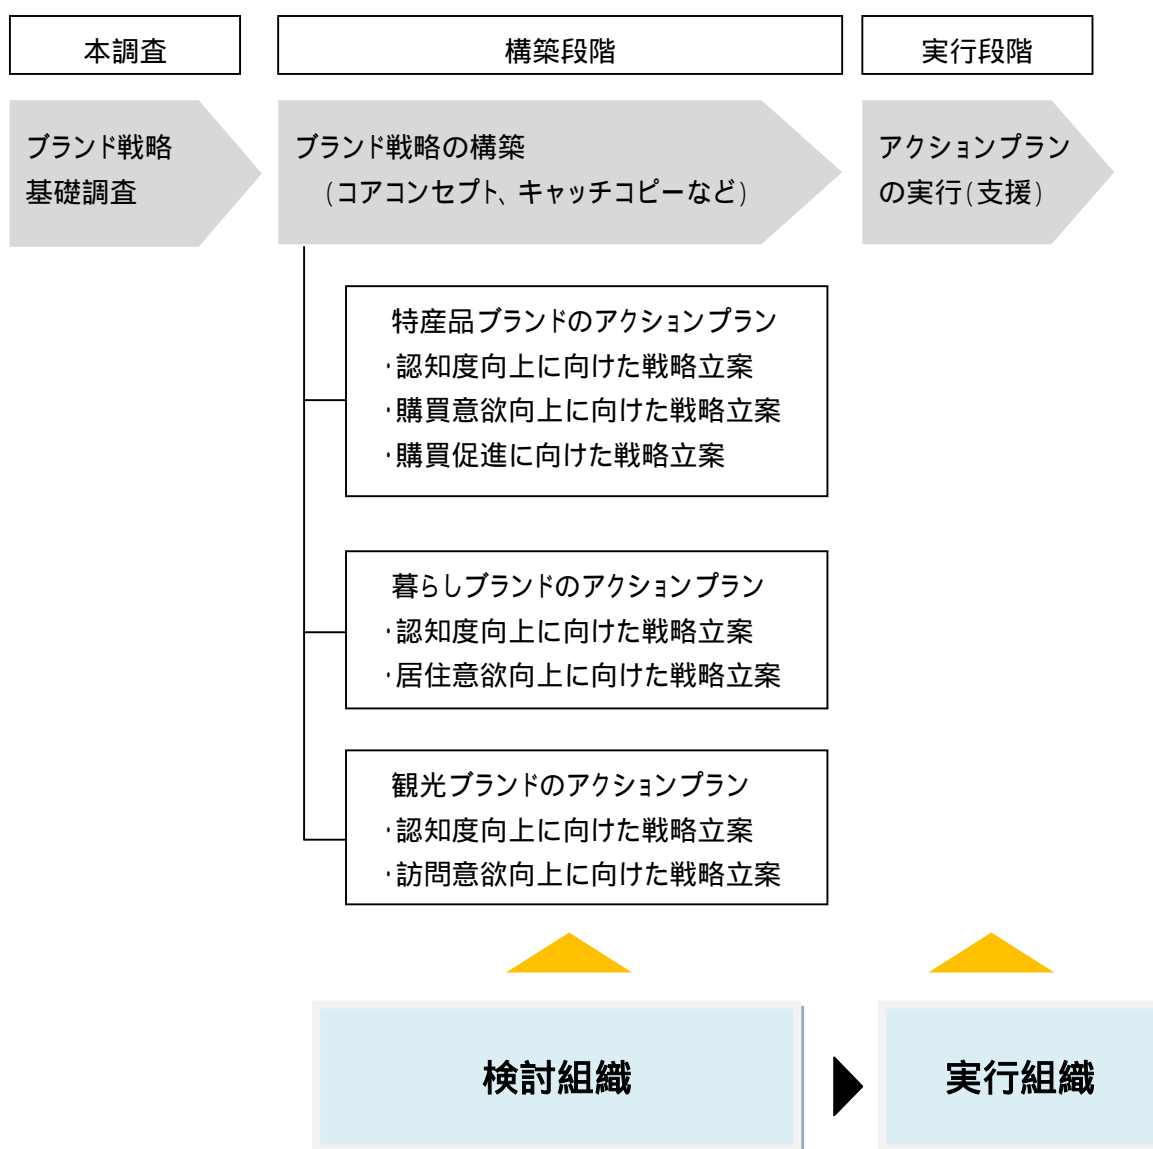 本調査
構築段階
実行段階
ブランド戦略
基礎調査
ブランド戦略の構築
(コアコンセプト、キャッチコピーなど)
アクションプラン
の実行(支援)
特産品ブランドのアクションプラン
・認知度向上に向けた戦略立案
・購買意欲向上に向けた戦略立案
・購買促進に向けた戦略立案
暮らしブランドのアクションプラン
・認知度向上に向けた戦略立案
・居住意欲向上に向けた戦略立案
観光ブランドのアクションプラン
・認知度向上に向けた戦略立案
・訪問意欲向上に向けた戦略立案
検討組織
実行組織